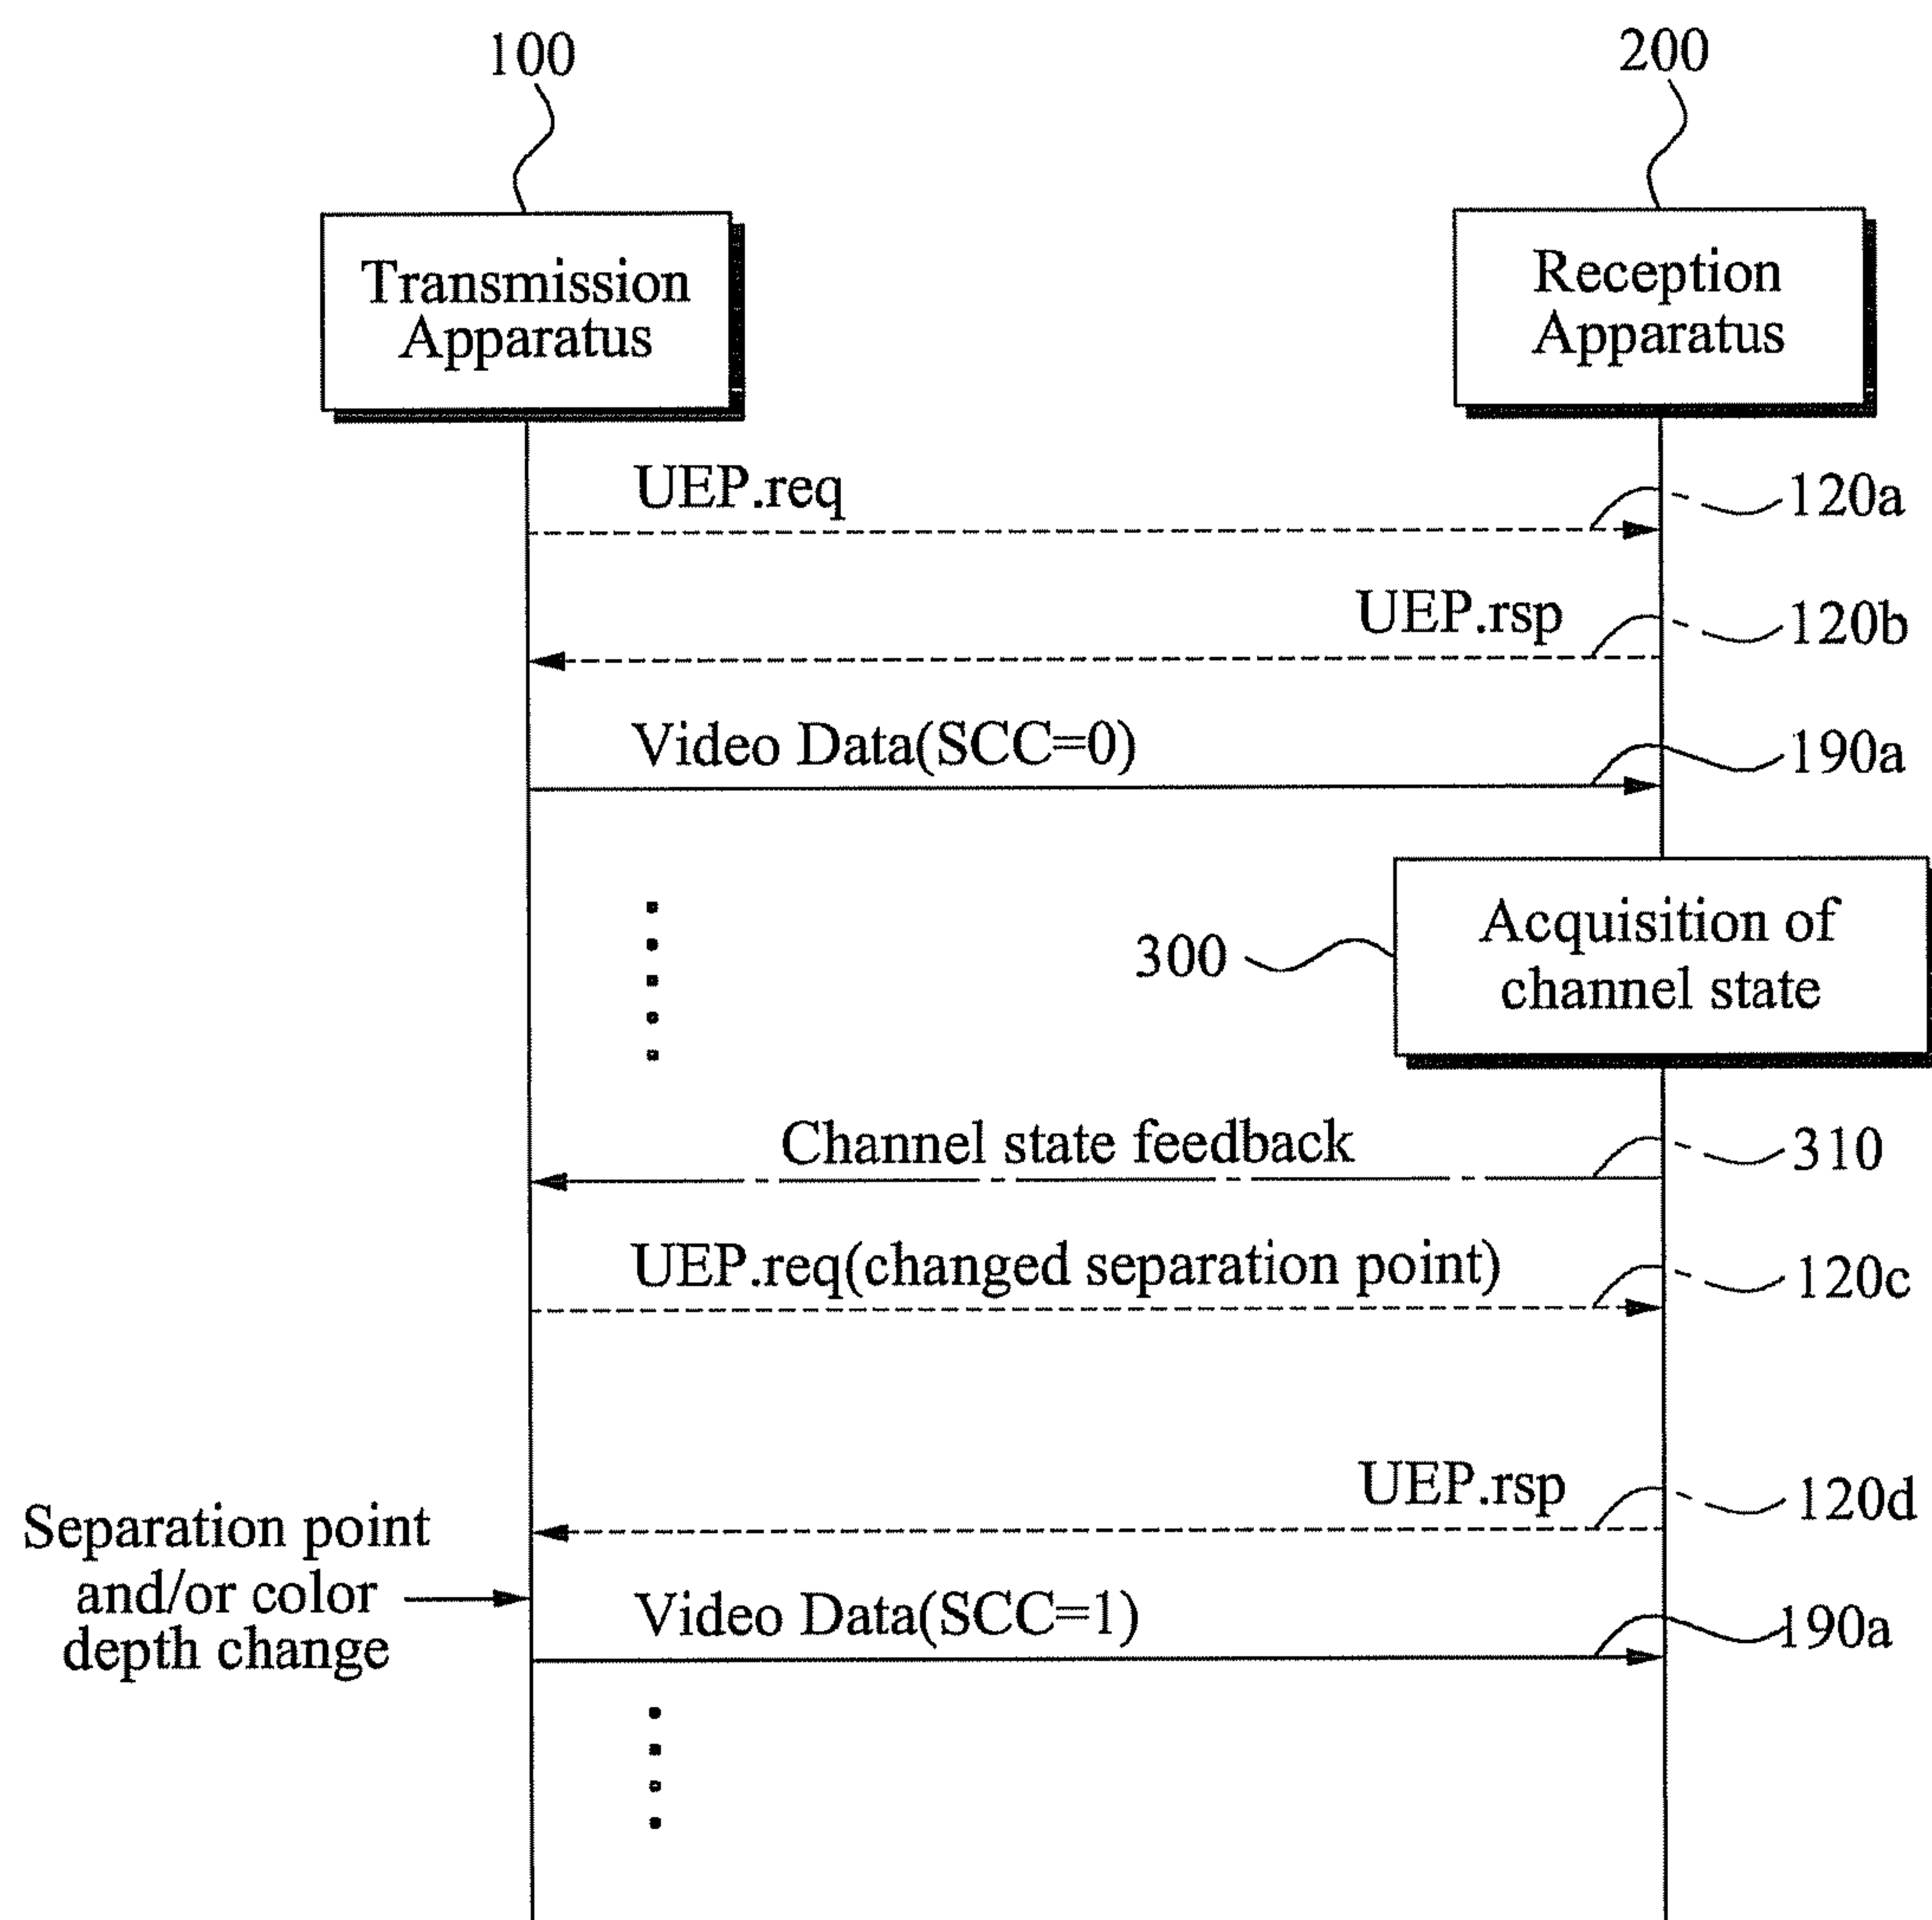 100
200
Transmission
Apparatus
Reception
Apparatus
UEP.req
120a
UEP.rsp
120b
Video Data(SCC=0)
190a
Acquisition of
channel state
300
Channel state feedback
310
UEP.req(changed separation point)
120c
UEP.rsp
120d
Separation point
and/or color
depth change
Video Data(SCC=1)
190a